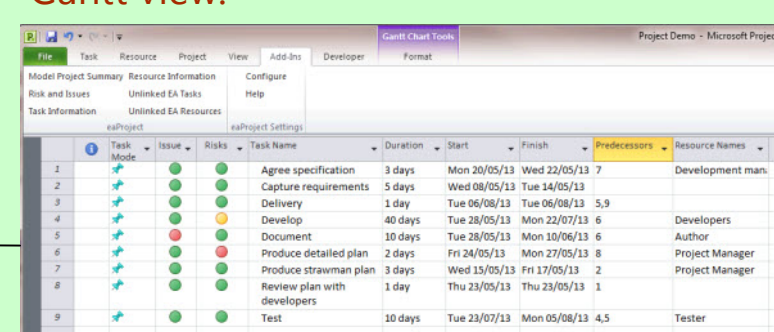 Gantt view:
Gantt Chart Tools
Project Demo - Microsoft Projec
File Task Resource Project View Add-Ins Developer Format
Model Project Summary Resource Information Configure
Risk and Issues Unlinked EA Tasks Help
Task Information Unlinked EA Resources
eaProject eaProject Settings
Task Mode Issue Risks Task Name Duration Start Finish Predecessors Resource Names
1 Agree specification 3 days Mon 20/05/13 Wed 22/05/13 7 Development man
2 Capture requirements 5 days Wed 08/05/13 Tue 14/05/13
3 Delivery 1 day Tue 06/08/13 Tue 06/08/13 5,9
4 Develop 40 days Tue 28/05/13 Mon 22/07/13 6 Developers
5 Document 10 days Tue 28/05/13 Mon 10/06/13 6 Author
6 Produce detailed plan 2 days Fri 24/05/13 Mon 27/05/13 8 Project Manager
7 Produce strawman plan 3 days Wed 15/05/13 Fri 17/05/13 2 Project Manager
8 Review plan with developers 1 day Thu 23/05/13 Thu 23/05/13 1
9 Test 10 days Tue 23/07/13 Mon 05/08/13 4,5 Tester